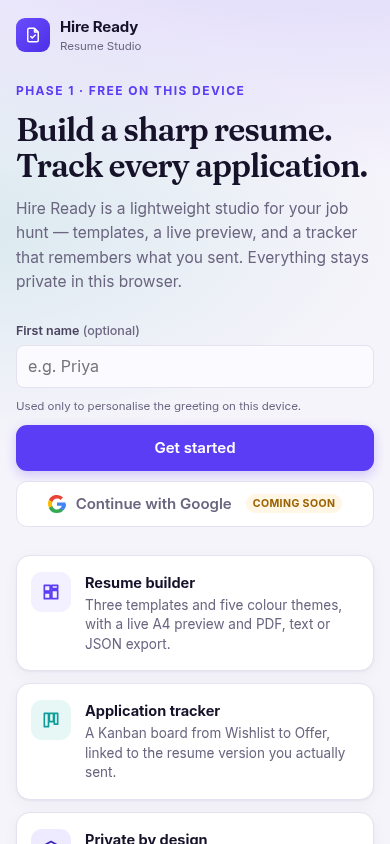 Hire Ready
Resume Studio
PHASE 1 · FREE ON THIS DEVICE
Build a sharp resume.
Track every application.
Hire Ready is a lightweight studio for your job
hunt — templates, a live preview, and a tracker
that remembers what you sent. Everything stays
private in this browser.
First name (optional)
e.g. Priya
Used only to personalise the greeting on this device.
Get started
Continue with Google COMING SOON
Resume builder
Three templates and five colour themes,
with a live A4 preview and PDF, text or
JSON export.
Application tracker
A Kanban board from Wishlist to Offer,
linked to the resume version you actually
sent.
Private by design